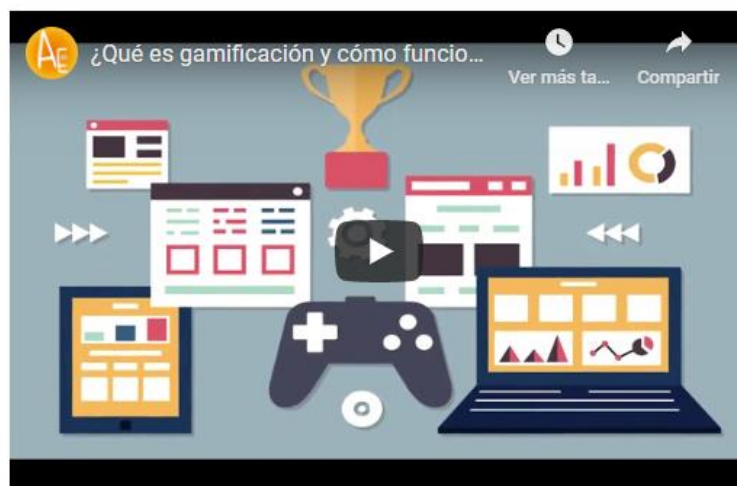 AE
¿Qué es gamificación y cómo funcio...
Ver más ta...
Compartir